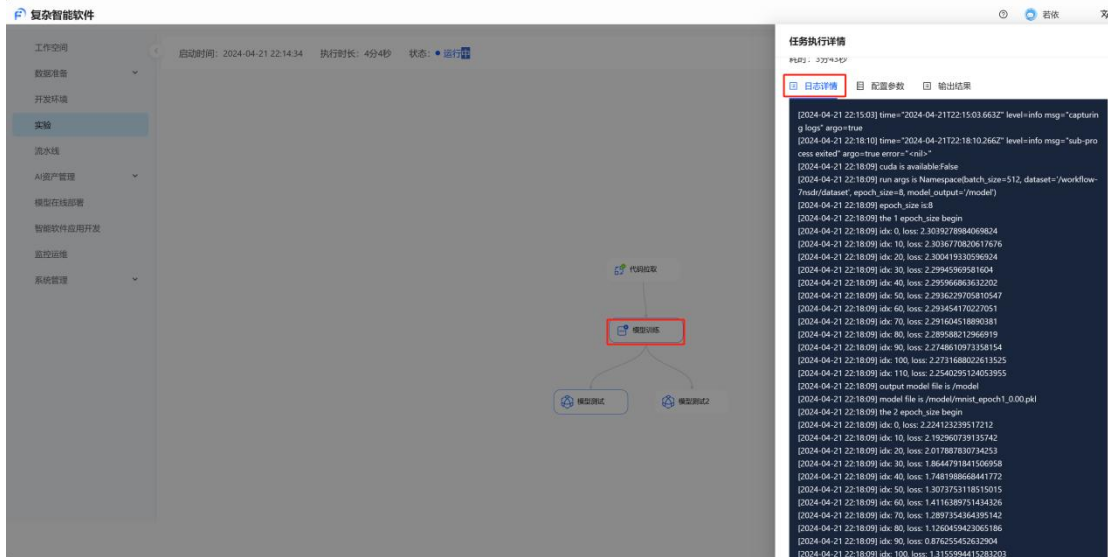 复杂智能软件
若依
工作空间
数据准备
开发环境
实验
流水线
AI资产管理
模型在线部署
智能软件应用开发
监控运维
系统管理
启动时间：2024-04-21 22:14:34 执行时长：4分4秒 状态：运行中
代码拉取
模型训练
模型测试 模型测试2
任务执行详情
耗时：3分43秒
日志详情 配置参数 输出结果
[2024-04-21 22:15:03] time="2024-04-21T22:15:03.663Z" level=info msg="capturin
g logs" argo=true
[2024-04-21 22:18:10] time="2024-04-21T22:18:10.266Z" level=info msg="sub-pro
cess exited" argo=true error="<nil>"
[2024-04-21 22:18:09] cuda is available:False
[2024-04-21 22:18:09] run args is Namespace(batch_size=512, dataset='/workflow-
7nsdr/dataset', epoch_size=8, model_output='/model')
[2024-04-21 22:18:09] epoch_size is:8
[2024-04-21 22:18:09] the 1 epoch_size begin
[2024-04-21 22:18:09] idx: 0, loss: 2.3039278984069824
[2024-04-21 22:18:09] idx: 10, loss: 2.3036770820617676
[2024-04-21 22:18:09] idx: 20, loss: 2.300419330596924
[2024-04-21 22:18:09] idx: 30, loss: 2.29945969581604
[2024-04-21 22:18:09] idx: 40, loss: 2.295966863632202
[2024-04-21 22:18:09] idx: 50, loss: 2.2936229705810547
[2024-04-21 22:18:09] idx: 60, loss: 2.293454170227051
[2024-04-21 22:18:09] idx: 70, loss: 2.291604518890381
[2024-04-21 22:18:09] idx: 80, loss: 2.289588212966919
[2024-04-21 22:18:09] idx: 90, loss: 2.2748610973358154
[2024-04-21 22:18:09] idx: 100, loss: 2.2731688022613525
[2024-04-21 22:18:09] idx: 110, loss: 2.2540295124053955
[2024-04-21 22:18:09] output model file is /model
[2024-04-21 22:18:09] model file is /model/mnist_epoch1_0.00.pkl
[2024-04-21 22:18:09] the 2 epoch_size begin
[2024-04-21 22:18:09] idx: 0, loss: 2.224123239517212
[2024-04-21 22:18:09] idx: 10, loss: 2.192960739135742
[2024-04-21 22:18:09] idx: 20, loss: 2.017887830734253
[2024-04-21 22:18:09] idx: 30, loss: 1.8644791841506958
[2024-04-21 22:18:09] idx: 40, loss: 1.7481988668441772
[2024-04-21 22:18:09] idx: 50, loss: 1.3073753118515015
[2024-04-21 22:18:09] idx: 60, loss: 1.4116389751434326
[2024-04-21 22:18:09] idx: 70, loss: 1.2897354364395142
[2024-04-21 22:18:09] idx: 80, loss: 1.1260459423065186
[2024-04-21 22:18:09] idx: 90, loss: 0.876255452632904
[2024-04-21 22:18:09] idx: 100, loss: 1.3155994415283203